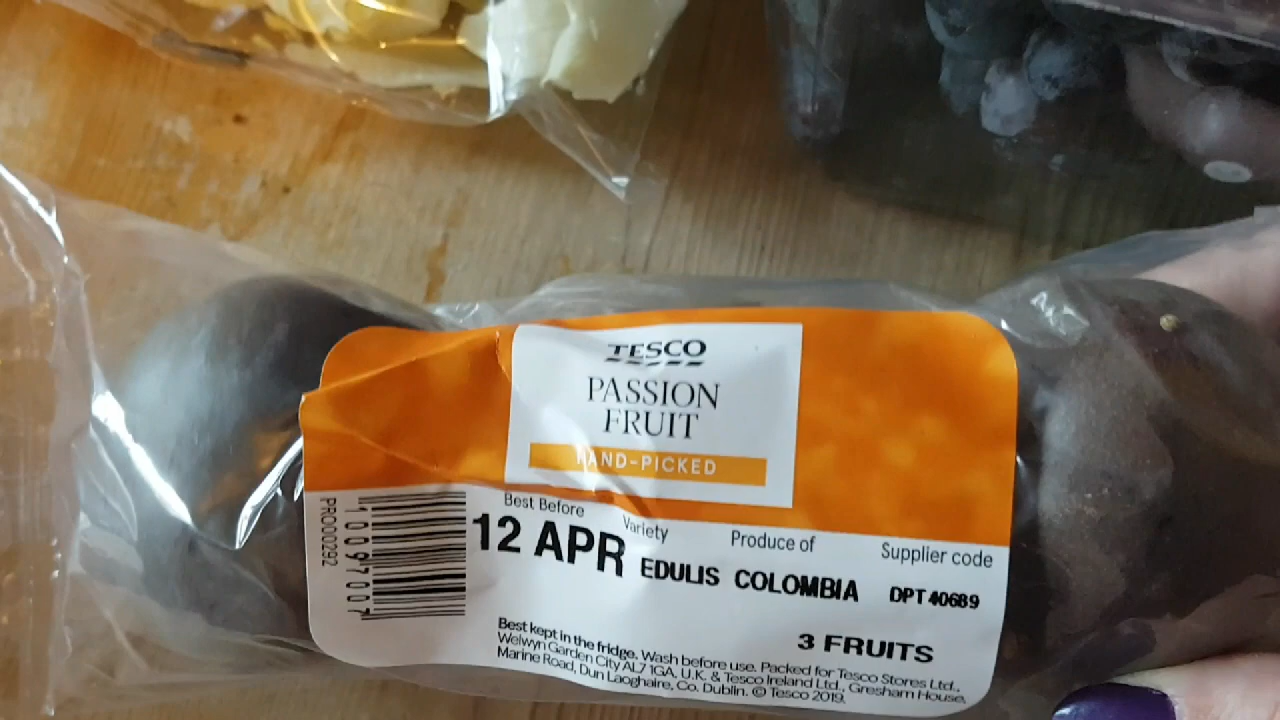 TESCO
PASSION
FRUIT
HAND-PICKED
Best Before
Variety
Produce of
Supplier code
12 APR
EDULIS
COLOMBIA
DPT 40689
3 FRUITS
PRO00292
10097007
Best kept in the fridge. Wash before use. Packed for Tesco Stores Ltd.,
Welwyn Garden City AL7 1GA, U.K. & Tesco Ireland Ltd., Gresham House,
Marine Road, Dun Laoghaire, Co. Dublin. © Tesco 2019.